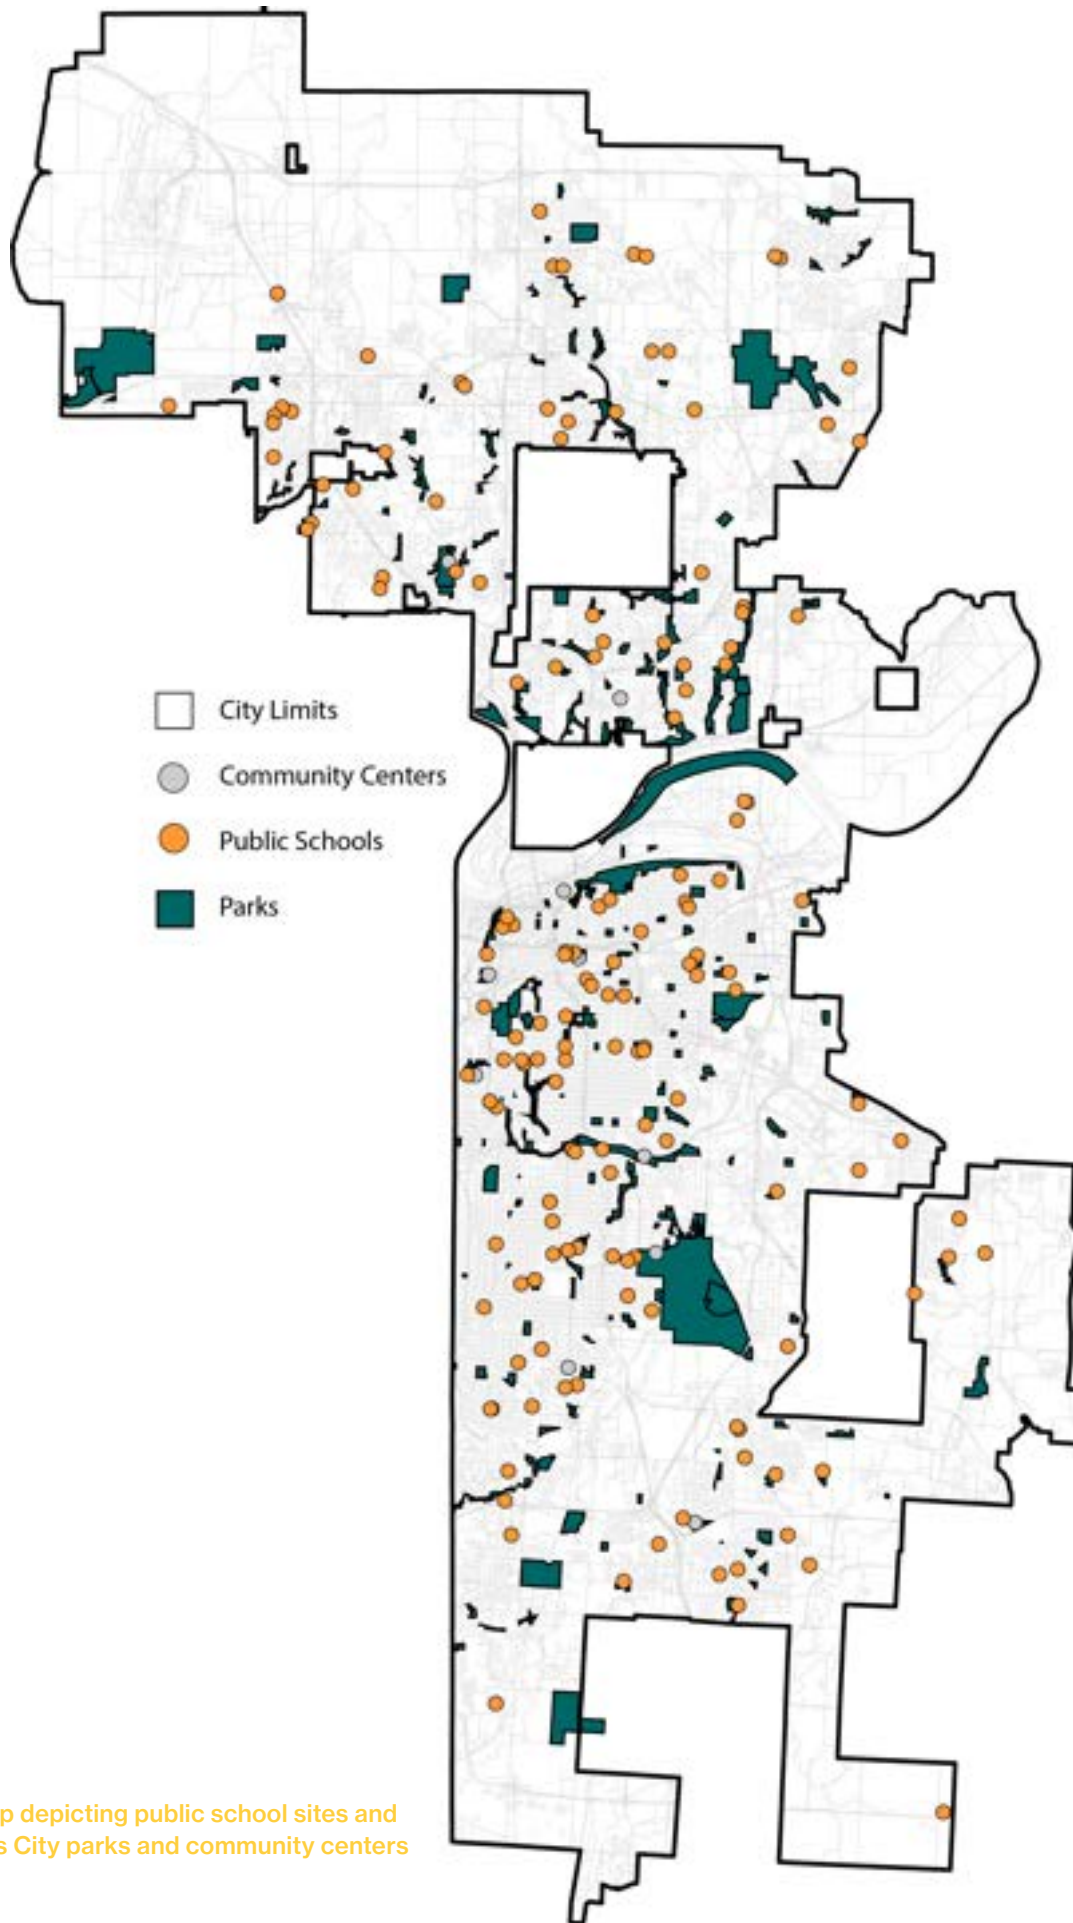 City Limits
Community Centers
Public Schools
Parks
p depicting public school sites and
s City parks and community centers